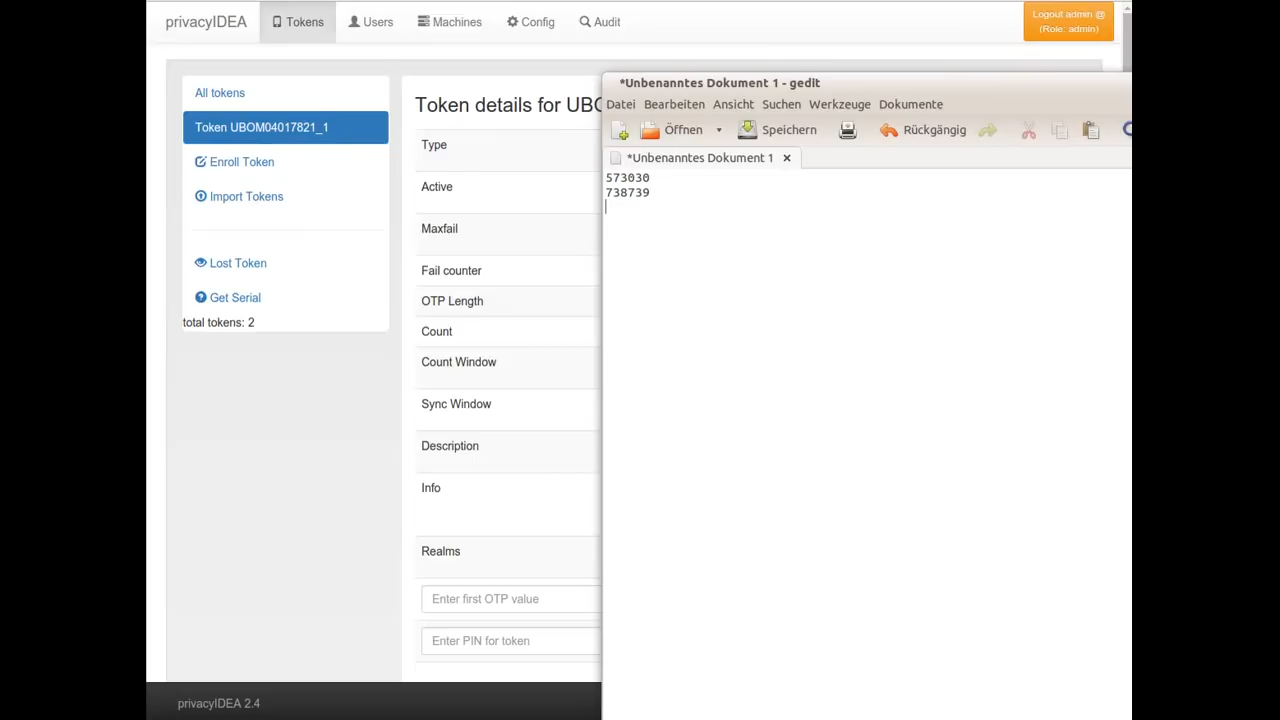 privacyIDEA Tokens Users Machines Config Audit
Logout admin @
(Role: admin)
All tokens
Token UBOM04017821_1
Enroll Token
Import Tokens
Lost Token
Get Serial
total tokens: 2
Token details for UBO
Type
Active
Maxfail
Fail counter
OTP Length
Count
Count Window
Sync Window
Description
Info
Realms
Enter first OTP value
Enter PIN for token
privacyIDEA 2.4
*Unbenanntes Dokument 1 - gedit
Datei Bearbeiten Ansicht Suchen Werkzeuge Dokumente
Öffnen Speichern Rückgängig
*Unbenanntes Dokument 1
573030
738739